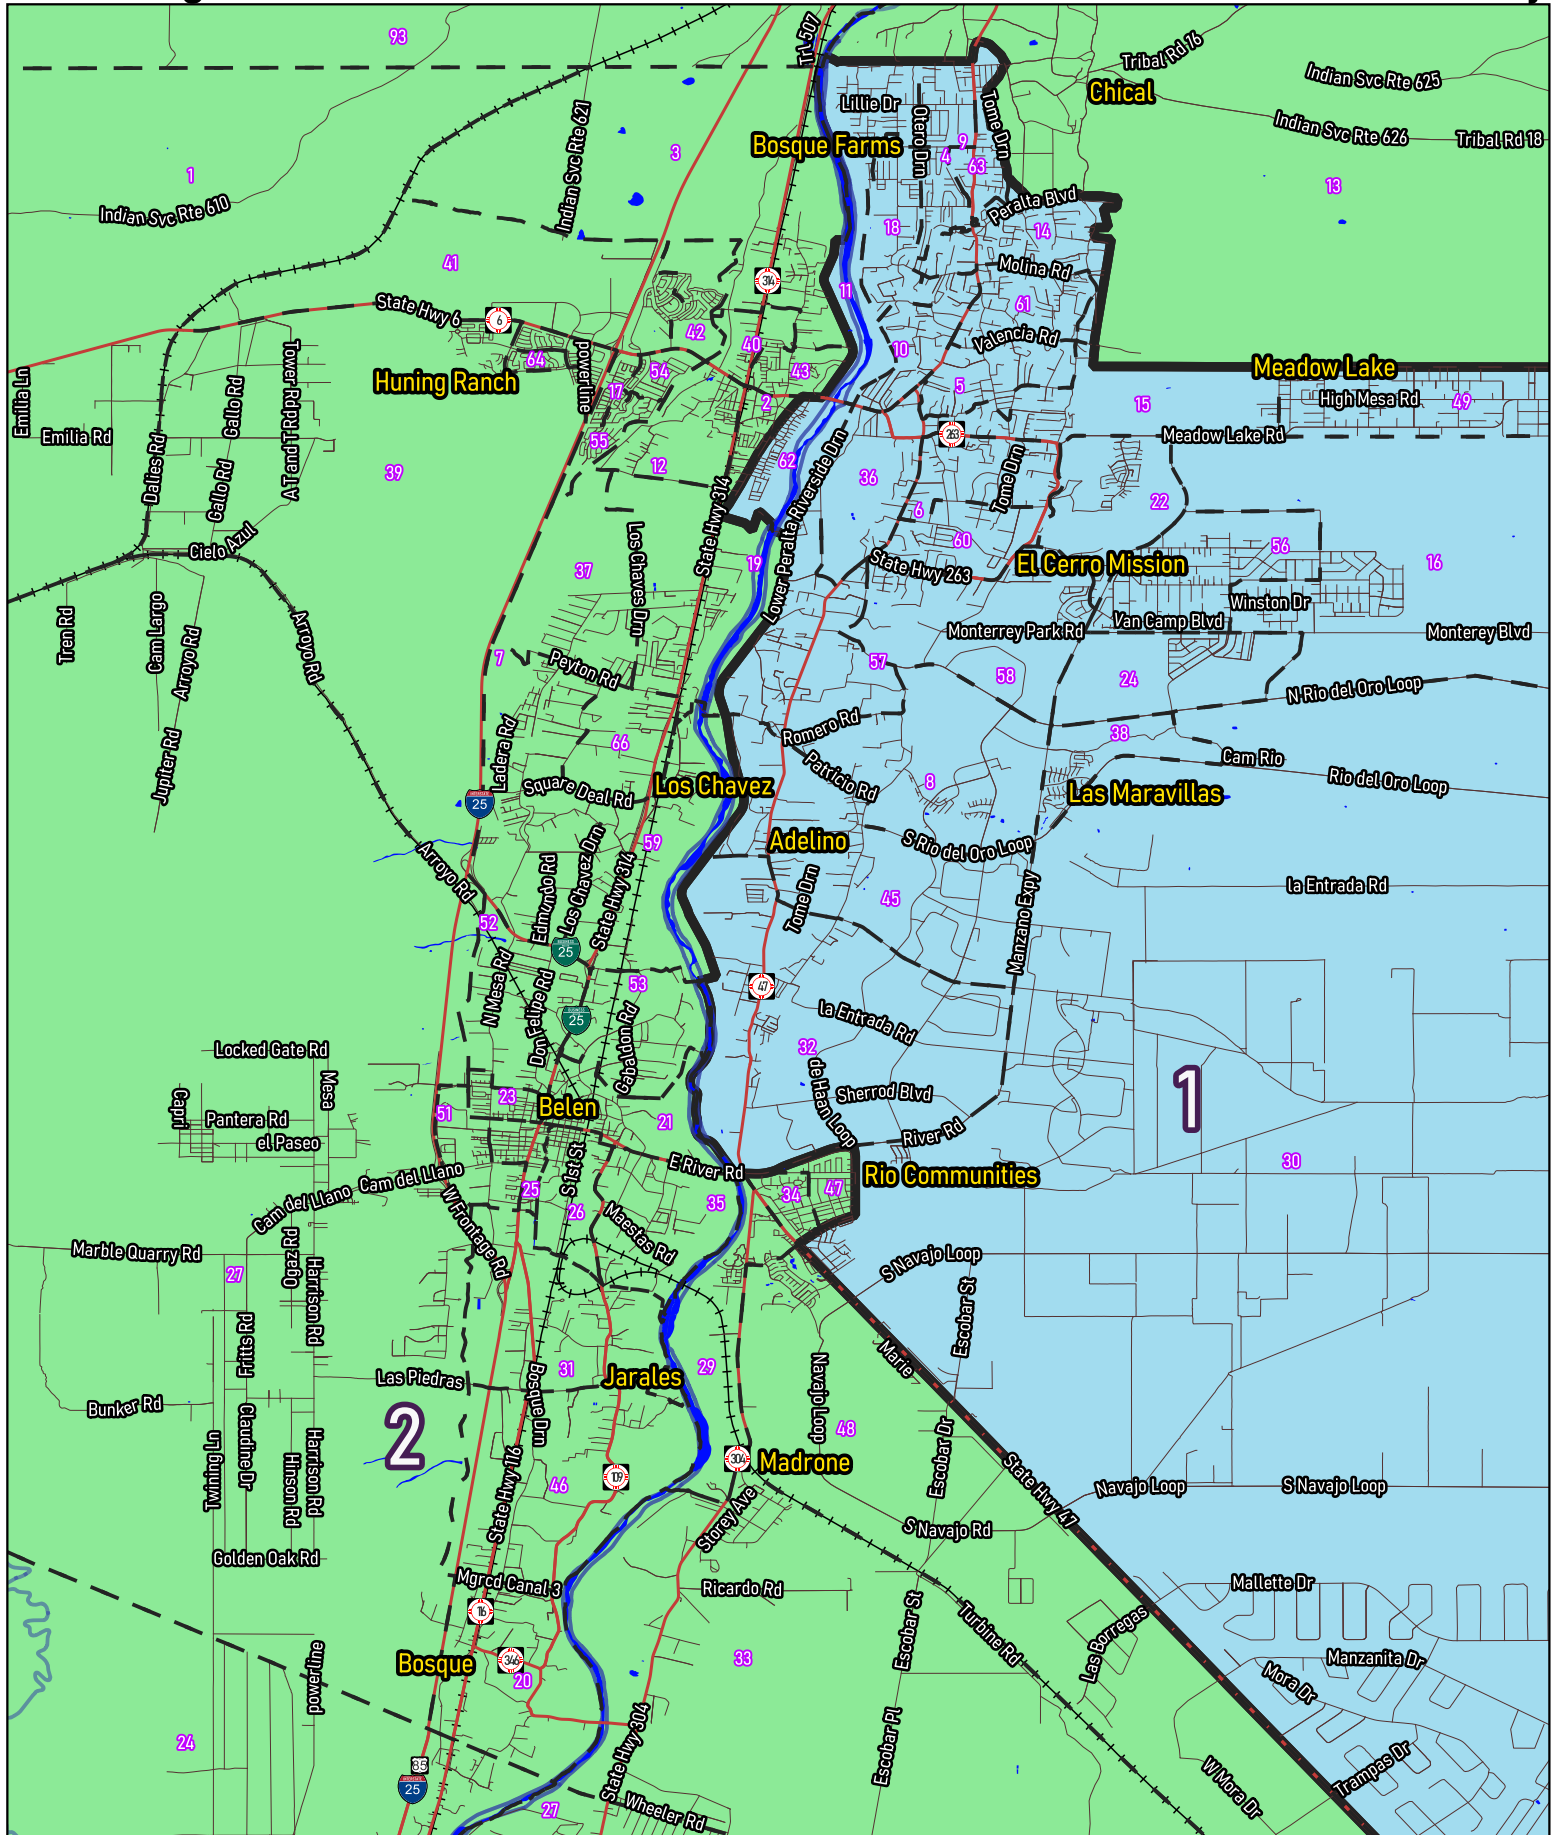 93
Trl 507
Tribal Rd 16
Indian Svc Rte 625
Chical
Lillie Dr
Otero Drn
Tome Drn
Indian Svc Rte 621
Indian Svc Rte 626
Tribal Rd 18
3
Bosque Farms
9
4
63
1
13
Indian Svc Rte 610
Peralta Blvd
18
14
41
Molina Rd
314
11
61
State Hwy 6
6
42
40
10
Valencia Rd
64
powerline
54
43
Huning Ranch
17
2
5
Meadow Lake
Emilia Ln
Tower Rd
A T and T Rd
Gallo Rd
15
High Mesa Rd
49
Emilia Rd
55
263
Meadow Lake Rd
Dalies Rd
39
12
62
36
Gallo Rd
Lower Peralta Riverside Drn
Tome Drn
22
State Hwy 314
6
60
56
16
Cielo Azul
Los Chaves Drn
37
19
State Hwy 263
El Cerro Mission
Winston Dr
Tren Rd
Cam Largo
Arroyo Rd
Arroyo Rd
Monterrey Park Rd
Van Camp Blvd
Monterey Blvd
7
Peyton Rd
57
58
24
N Rio del Oro Loop
Ladera Rd
66
Romero Rd
38
Jupiter Rd
Patricio Rd
Cam Rio
Square Deal Rd
Los Chavez
8
Las Maravillas
Rio del Oro Loop
25
59
Adelino
S Rio del Oro Loop
Arroyo Rd
Edmundo Rd
Los Chavez Drn
State Hwy 314
Tome Drn
45
la Entrada Rd
52
Manzano Expy
25
N Mesa Rd
Don Felipe Rd
53
47
25
Gabaldon Rd
la Entrada Rd
32
Locked Gate Rd
Mesa
de Haan Loop
Sherrod Blvd
1
Capri
Pantera Rd
el Paseo
51
23
Belen
21
River Rd
Cam del Llano
Cam del Llano
S 1st St
E River Rd
Rio Communities
30
25
26
35
34
47
W Frontage Rd
Maestas Rd
Marble Quarry Rd
27
Ogaz Rd
Harrison Rd
S Navajo Loop
Escobar St
Fritts Rd
Marie
Las Piedras
31
Jarales
29
Navajo Loop
Bunker Rd
Claudine Dr
Bosque Drn
2
48
Twining Ln
Hinson Rd
Harrison Rd
Escobar Dr
State Hwy 116
46
109
304
Madrone
State Hwy 47
Navajo Loop
S Navajo Loop
Storey Ave
S Navajo Rd
Golden Oak Rd
Mgrcd Canal 3
Ricardo Rd
Mallette Dr
116
Escobar St
Turbine Rd
Las Borregas
Bosque
346
20
33
Manzanita Dr
Mora Dr
powerline
24
State Hwy 304
Escobar Pl
85
25
W Mora Dr
Trampas Dr
27
Wheeler Rd